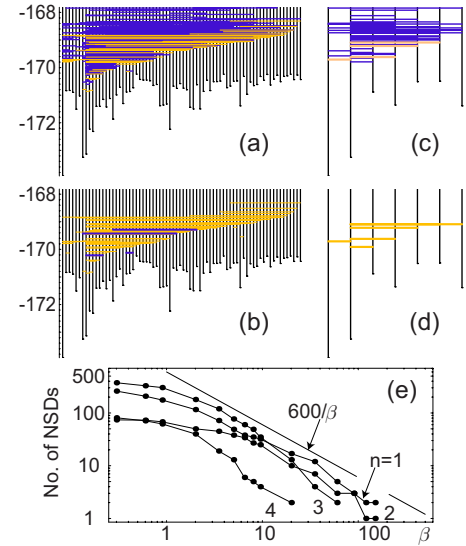 -168
-170
-172
(a)
(c)
-168
-170
-172
(b)
(d)
No. of NSDs
500
100
10
1
(e)
600/β
n=1
4
3
2
1
10
100
β